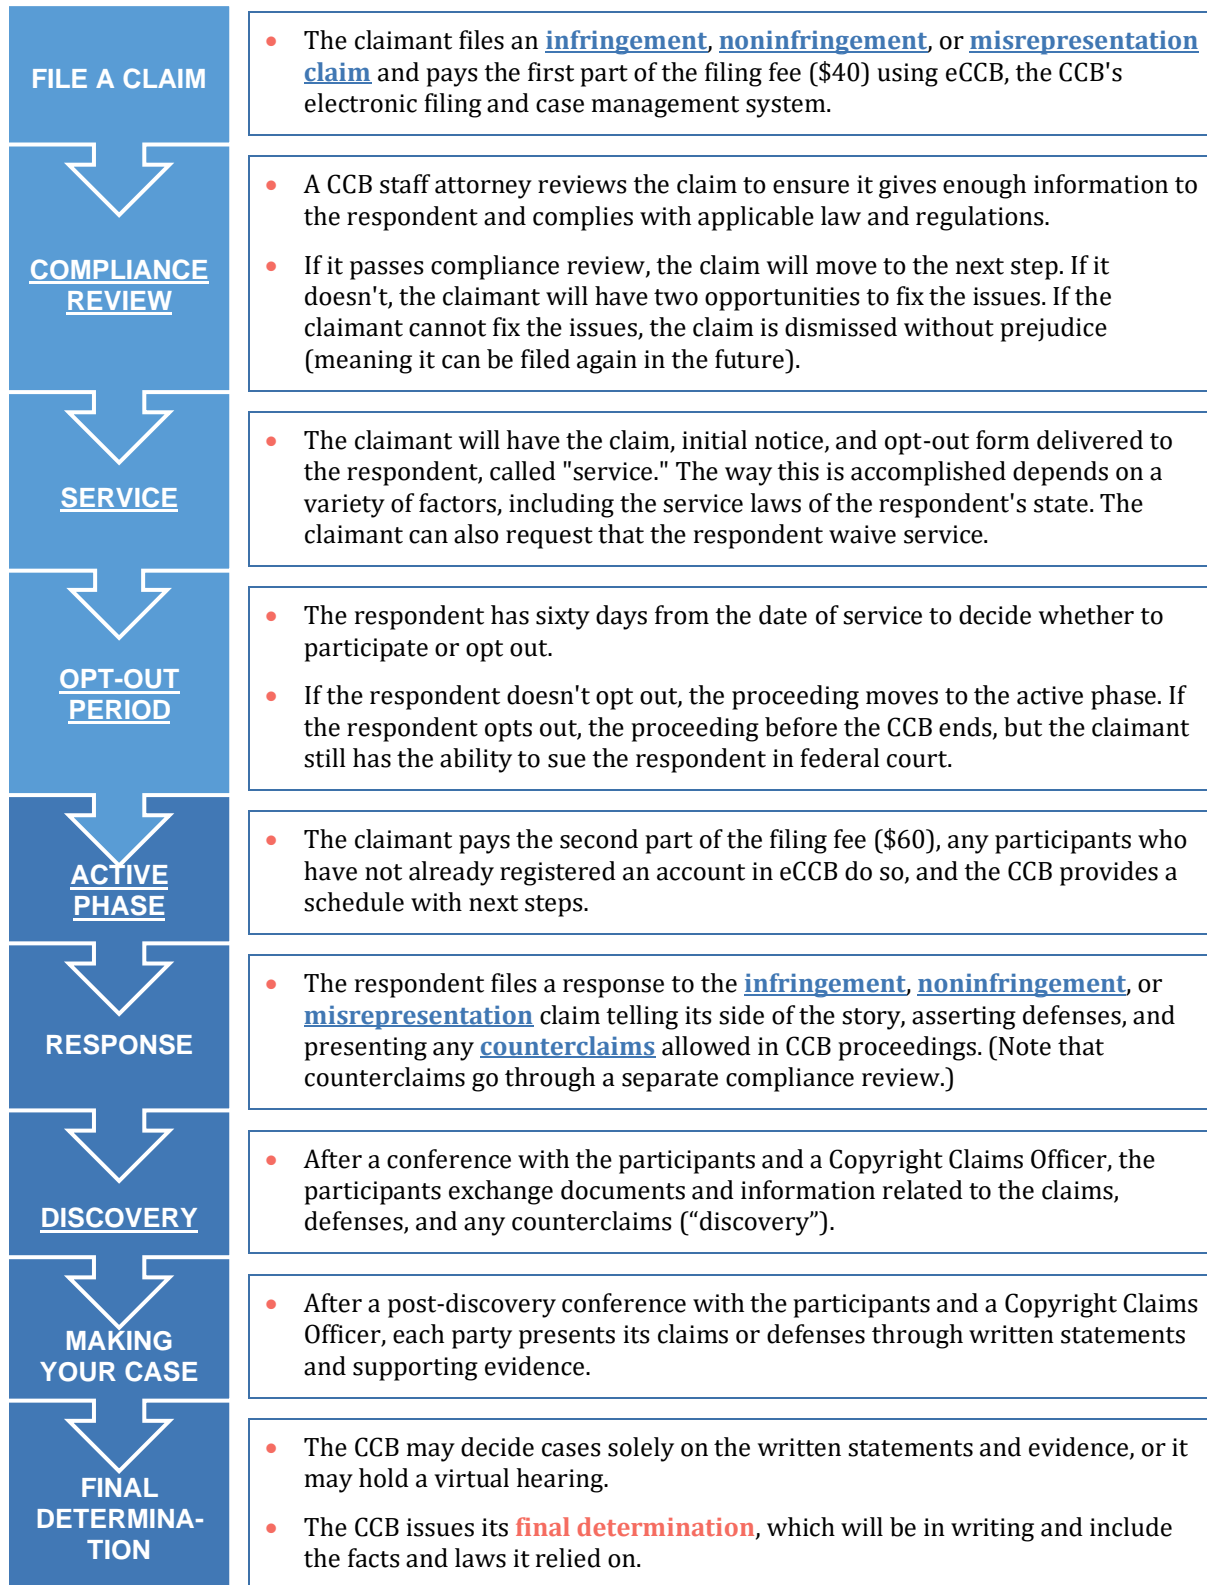 FILE A CLAIM
• The claimant files an infringement, noninfringement, or misrepresentation
claim and pays the first part of the filing fee ($40) using eCCB, the CCB's
electronic filing and case management system.
COMPLIANCE
REVIEW
• A CCB staff attorney reviews the claim to ensure it gives enough information to
the respondent and complies with applicable law and regulations.
• If it passes compliance review, the claim will move to the next step. If it
doesn't, the claimant will have two opportunities to fix the issues. If the
claimant cannot fix the issues, the claim is dismissed without prejudice
(meaning it can be filed again in the future).
SERVICE
• The claimant will have the claim, initial notice, and opt-out form delivered to
the respondent, called "service." The way this is accomplished depends on a
variety of factors, including the service laws of the respondent's state. The
claimant can also request that the respondent waive service.
OPT-OUT
PERIOD
• The respondent has sixty days from the date of service to decide whether to
participate or opt out.
• If the respondent doesn't opt out, the proceeding moves to the active phase. If
the respondent opts out, the proceeding before the CCB ends, but the claimant
still has the ability to sue the respondent in federal court.
ACTIVE
PHASE
• The claimant pays the second part of the filing fee ($60), any participants who
have not already registered an account in eCCB do so, and the CCB provides a
schedule with next steps.
RESPONSE
• The respondent files a response to the infringement, noninfringement, or
misrepresentation claim telling its side of the story, asserting defenses, and
presenting any counterclaims allowed in CCB proceedings. (Note that
counterclaims go through a separate compliance review.)
DISCOVERY
• After a conference with the participants and a Copyright Claims Officer, the
participants exchange documents and information related to the claims,
defenses, and any counterclaims (“discovery”).
MAKING
YOUR CASE
• After a post-discovery conference with the participants and a Copyright Claims
Officer, each party presents its claims or defenses through written statements
and supporting evidence.
FINAL
DETERMINA-
TION
• The CCB may decide cases solely on the written statements and evidence, or it
may hold a virtual hearing.
• The CCB issues its final determination, which will be in writing and include
the facts and laws it relied on.